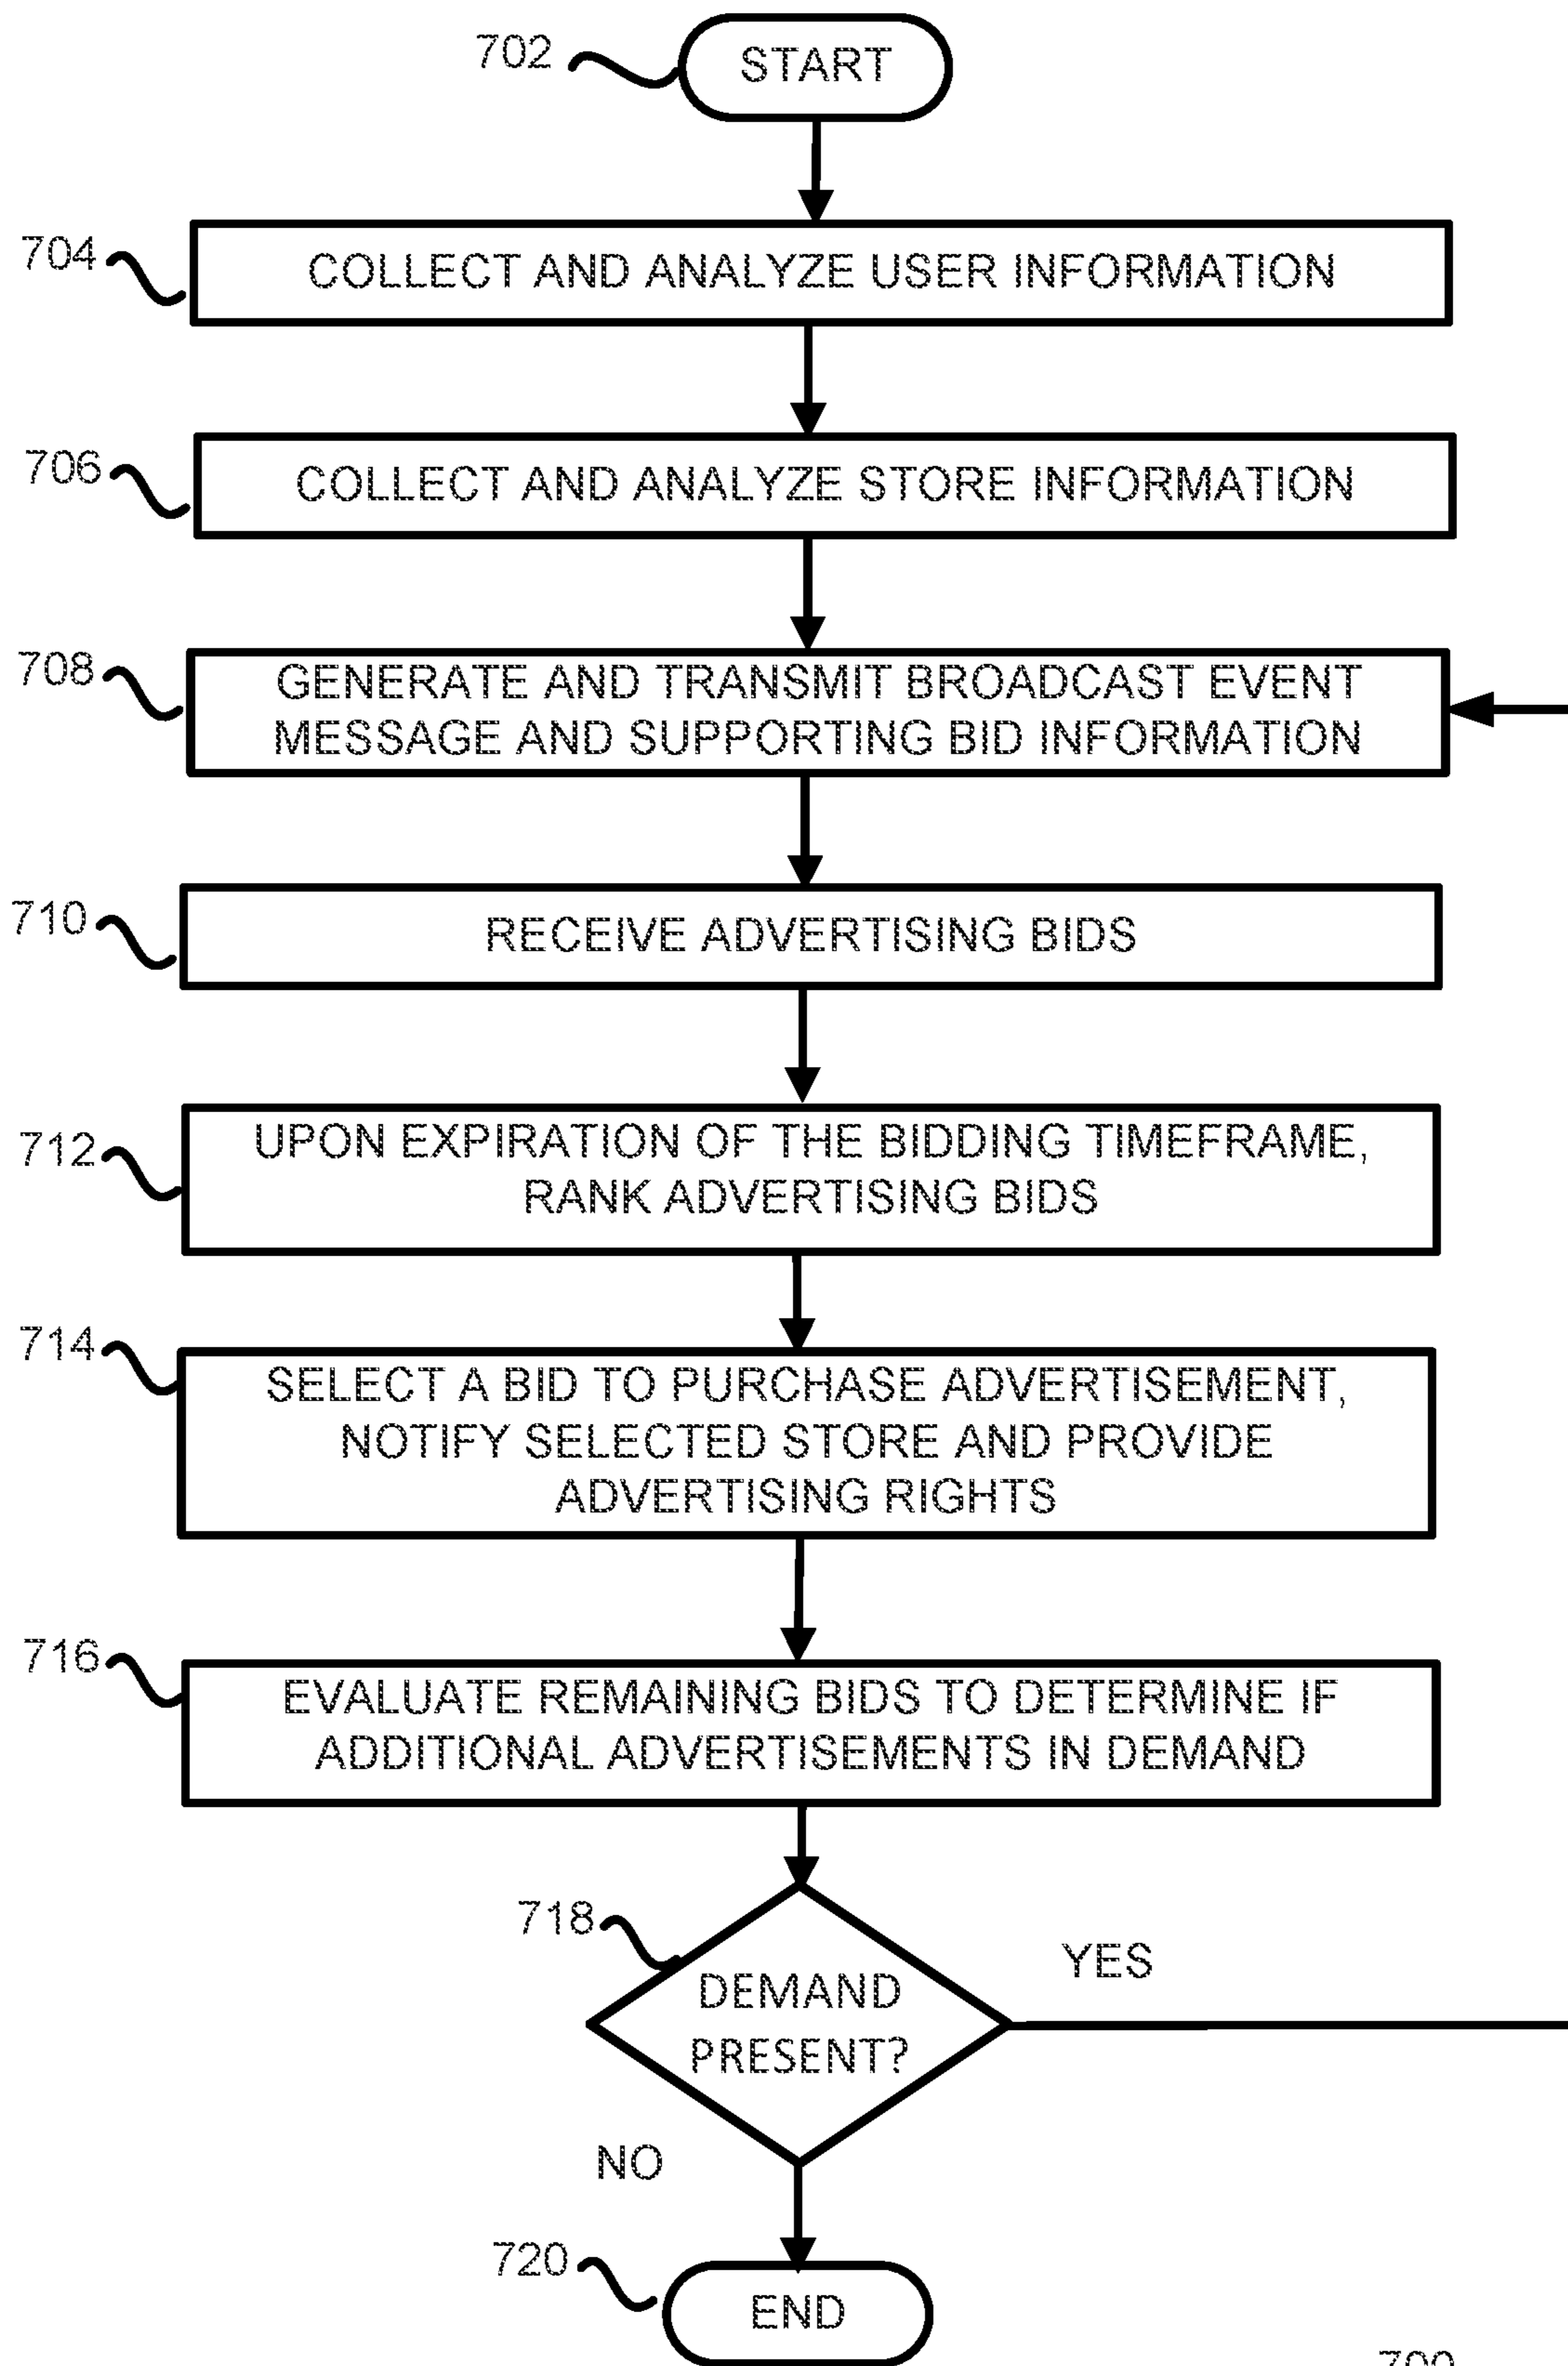 702
START
704
COLLECT AND ANALYZE USER INFORMATION
706
COLLECT AND ANALYZE STORE INFORMATION
708
GENERATE AND TRANSMIT BROADCAST EVENT
MESSAGE AND SUPPORTING BID INFORMATION
710
RECEIVE ADVERTISING BIDS
712
UPON EXPIRATION OF THE BIDDING TIMEFRAME,
RANK ADVERTISING BIDS
714
SELECT A BID TO PURCHASE ADVERTISEMENT,
NOTIFY SELECTED STORE AND PROVIDE
ADVERTISING RIGHTS
716
EVALUATE REMAINING BIDS TO DETERMINE IF
ADDITIONAL ADVERTISEMENTS IN DEMAND
718
DEMAND
PRESENT?
YES
NO
720
END